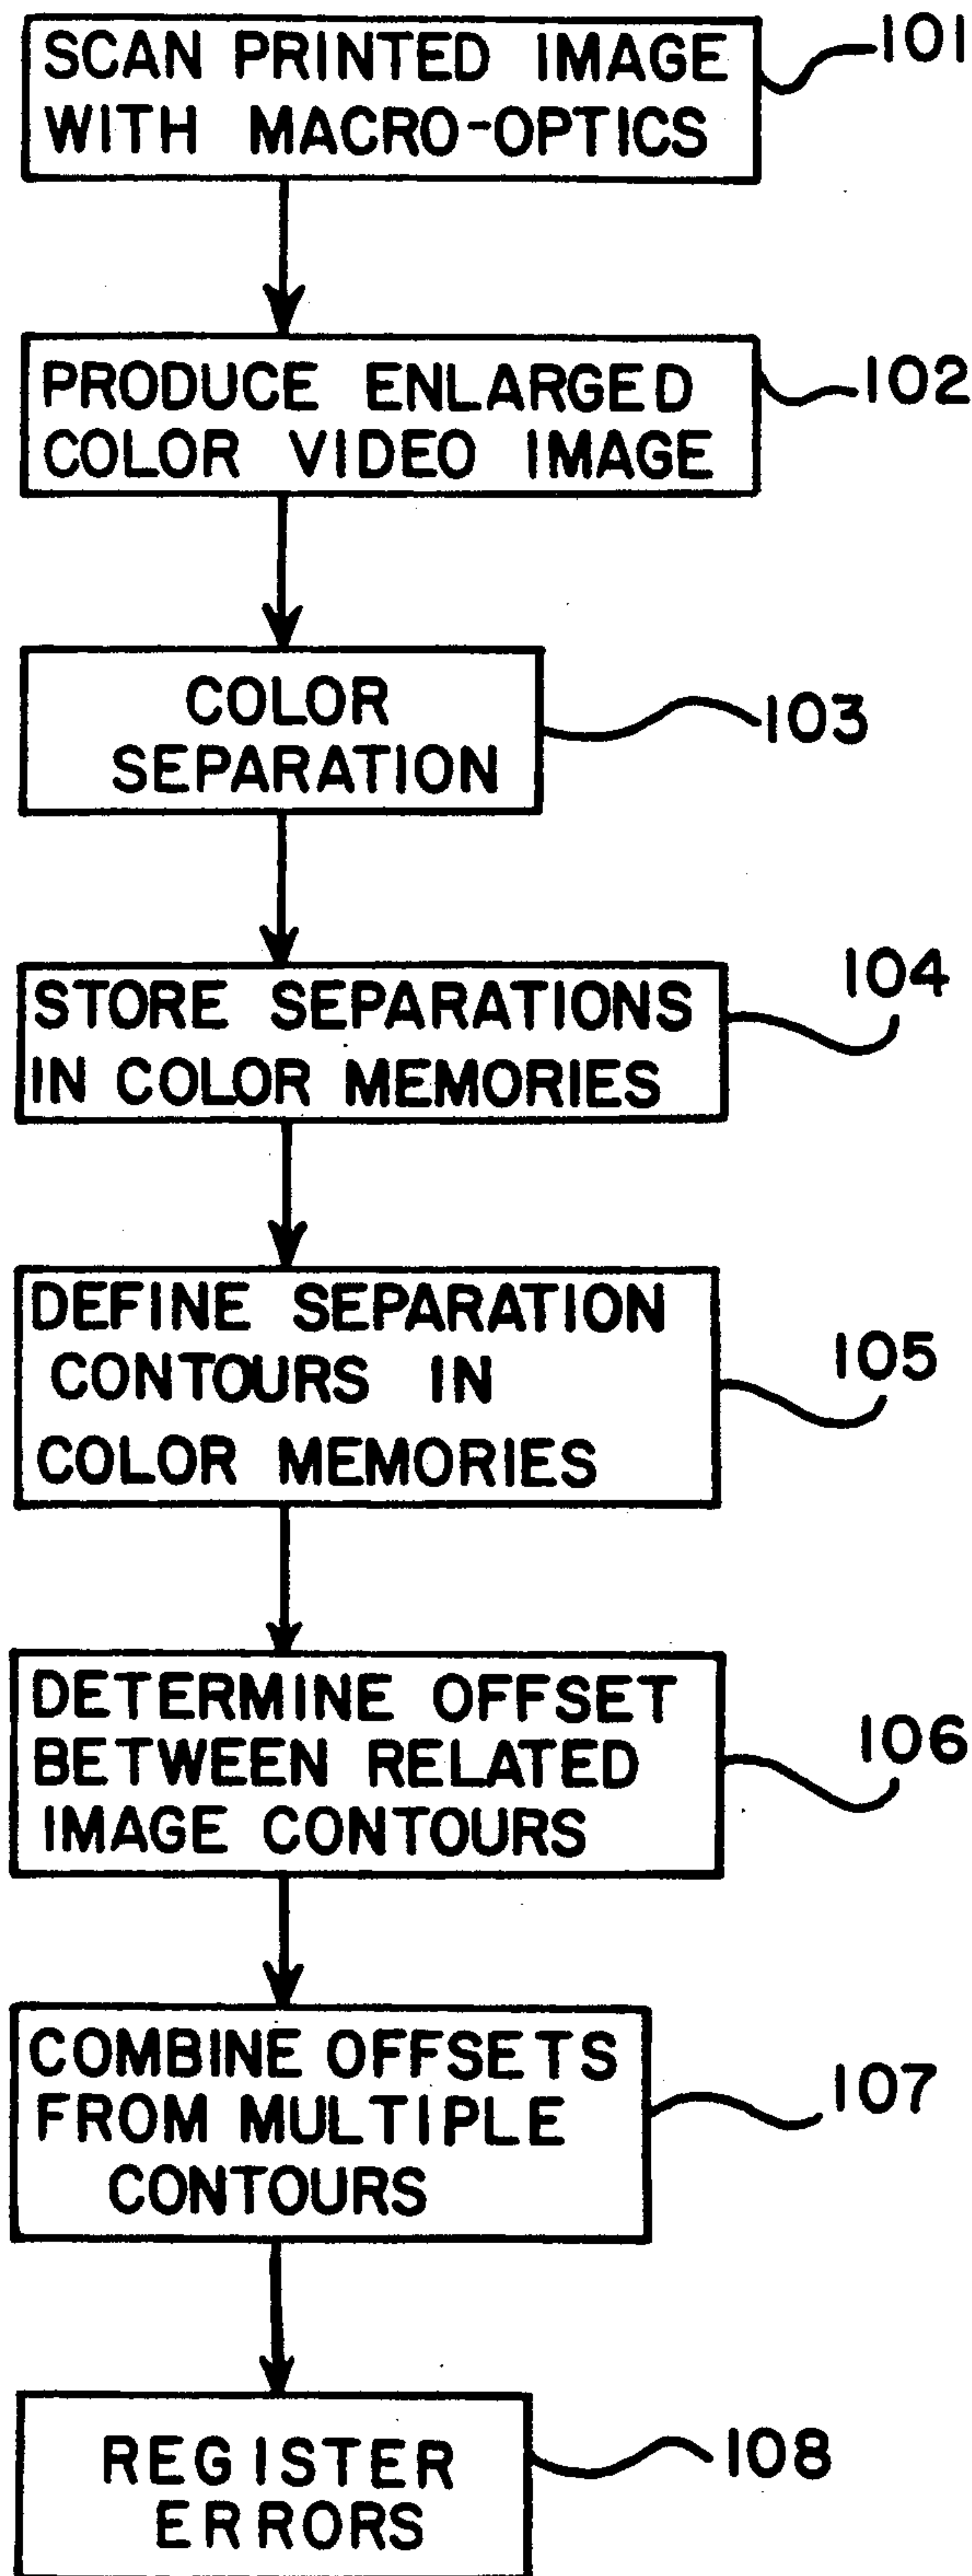 SCAN PRINTED IMAGE
WITH MACRO-OPTICS
101
PRODUCE ENLARGED
COLOR VIDEO IMAGE
102
COLOR
SEPARATION
103
STORE SEPARATIONS
IN COLOR MEMORIES
104
DEFINE SEPARATION
CONTOURS IN
COLOR MEMORIES
105
DETERMINE OFFSET
BETWEEN RELATED
IMAGE CONTOURS
106
COMBINE OFFSETS
FROM MULTIPLE
CONTOURS
107
REGISTER
ERRORS
108